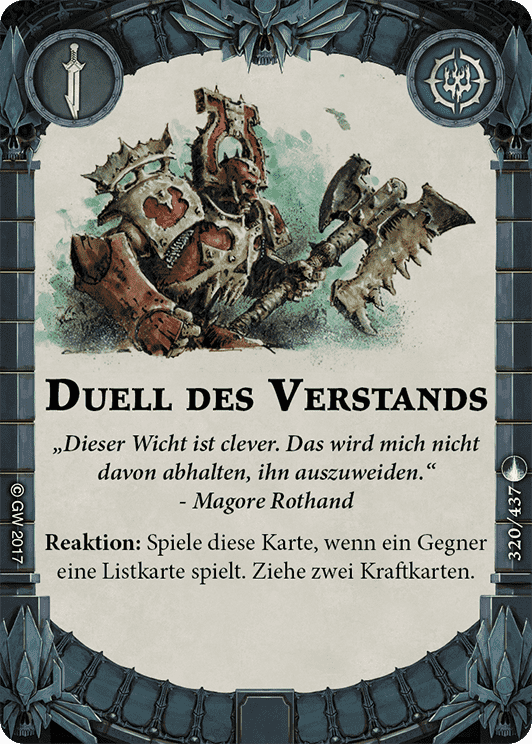 DUELL DES VERSTANDS
„Dieser Wicht ist clever. Das wird mich nicht
davon abhalten, ihn auszuweiden.“
- Magore Rothand
Reaktion: Spiele diese Karte, wenn ein Gegner
eine Listkarte spielt. Ziehe zwei Kraftkarten.
© GW 2017
320/437